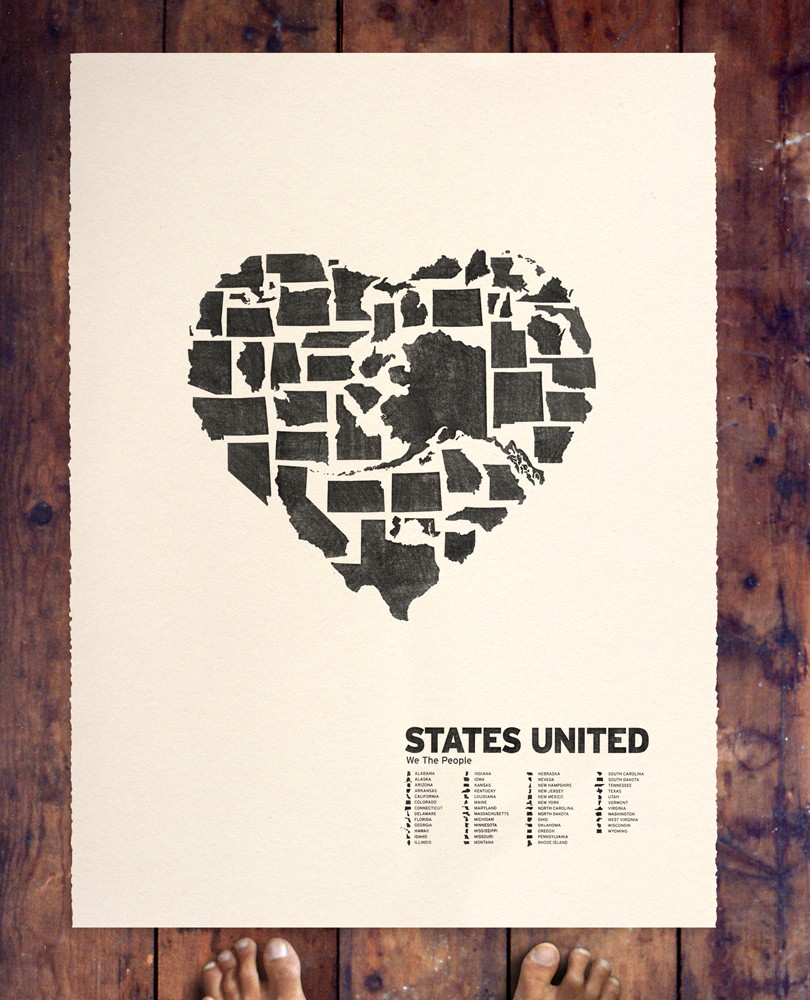 STATES UNITED
We The People
ALABAMA
ALASKA
ARIZONA
ARKANSAS
CALIFORNIA
COLORADO
CONNECTICUT
DELAWARE
FLORIDA
GEORGIA
HAWAII
IDAHO
ILLINOIS
INDIANA
IOWA
KANSAS
KENTUCKY
LOUISIANA
MAINE
MARYLAND
MASSACHUSETTS
MICHIGAN
MINNESOTA
MISSISSIPPI
MISSOURI
MONTANA
NEBRASKA
NEVADA
NEW HAMPSHIRE
NEW JERSEY
NEW MEXICO
NEW YORK
NORTH CAROLINA
NORTH DAKOTA
OHIO
OKLAHOMA
OREGON
PENNSYLVANIA
RHODE ISLAND
SOUTH CAROLINA
SOUTH DAKOTA
TENNESSEE
TEXAS
UTAH
VERMONT
VIRGINIA
WASHINGTON
WEST VIRGINIA
WISCONSIN
WYOMING